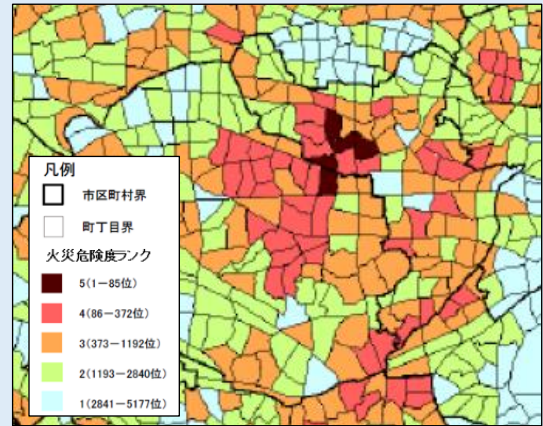 凡例
市区町村界
町丁目界
火災危険度ランク
5(1－85位)
4(86－372位)
3(373－1192位)
2(1193－2840位)
1(2841－5177位)